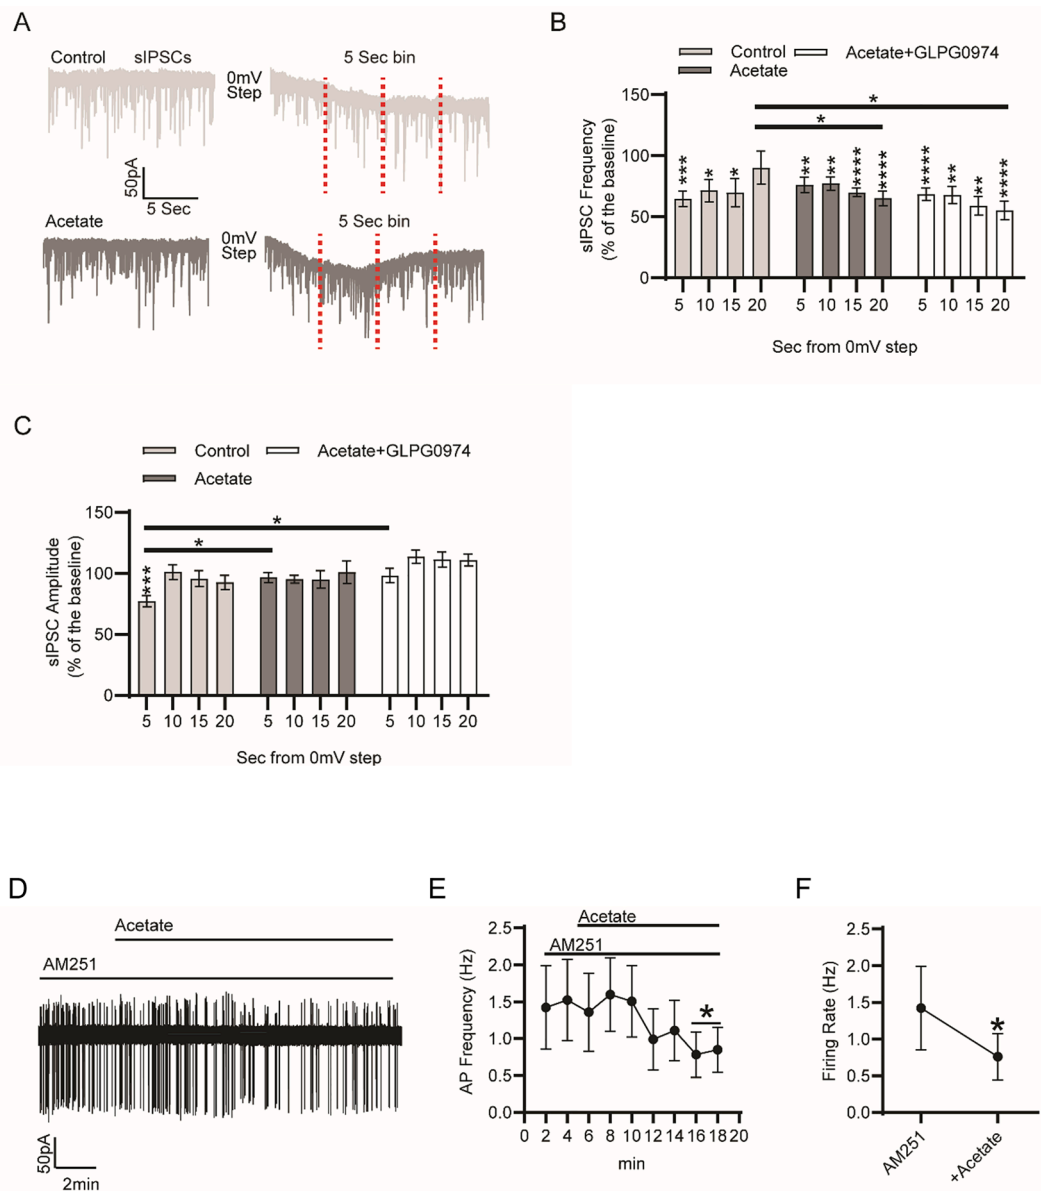 A
Control
sIPSCs
5 Sec bin
0mV
Step
50pA
5 Sec
Acetate
0mV
Step
5 Sec bin
B
Control
Acetate+GLPG0974
Acetate
sIPSC Frequency
(% of the baseline)
150
100
50
0
*
*
*** * * ** ** **** **** **** ** ** ****
5 10 15 20 5 10 15 20 5 10 15 20
Sec from 0mV step
C
Control
Acetate+GLPG0974
Acetate
sIPSC Amplitude
(% of the baseline)
150
100
50
0
*
*
***
5 10 15 20 5 10 15 20 5 10 15 20
Sec from 0mV step
D
Acetate
AM251
50pA
2min
E
Acetate
AM251
AP Frequency (Hz)
2.5
2.0
1.5
1.0
0.5
0.0
*
0 2 4 6 8 10 12 14 16 18 20
min
F
Firing Rate (Hz)
2.5
2.0
1.5
1.0
0.5
0.0
*
AM251
+Acetate